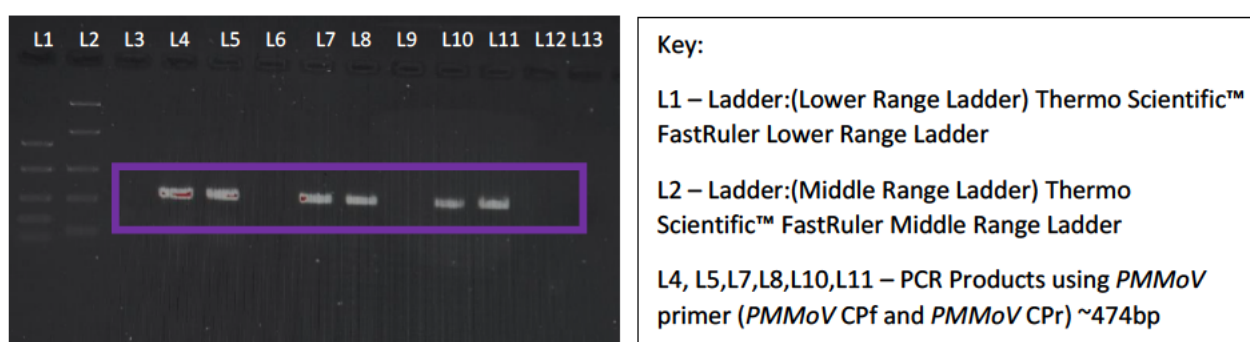 L1 L2 L3 L4 L5 L6 L7 L8 L9 L10 L11 L12 L13
Key:
L1 – Ladder:(Lower Range Ladder) Thermo Scientific™
FastRuler Lower Range Ladder
L2 – Ladder:(Middle Range Ladder) Thermo
Scientific™ FastRuler Middle Range Ladder
L4, L5,L7,L8,L10,L11 – PCR Products using PMMoV
primer (PMMoV CPf and PMMoV CPr) ~474bp